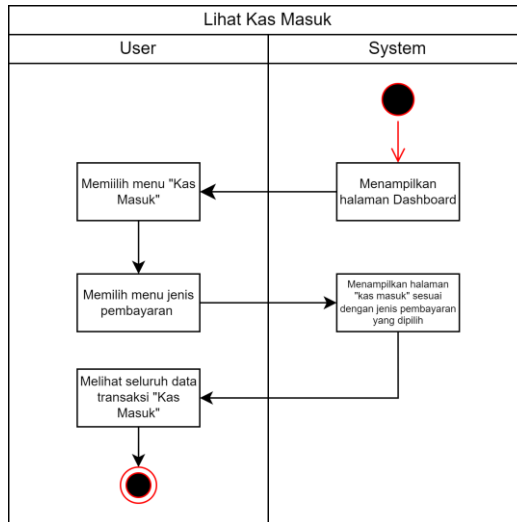 Lihat Kas Masuk
User
System
Menampilkan
halaman Dashboard
Memiilih menu "Kas
Masuk"
Memilih menu jenis
pembayaran
Menampilkan halaman
"kas masuk" sesuai
dengan jenis pembayaran
yang dipilih
Melihat seluruh data
transaksi "Kas
Masuk"